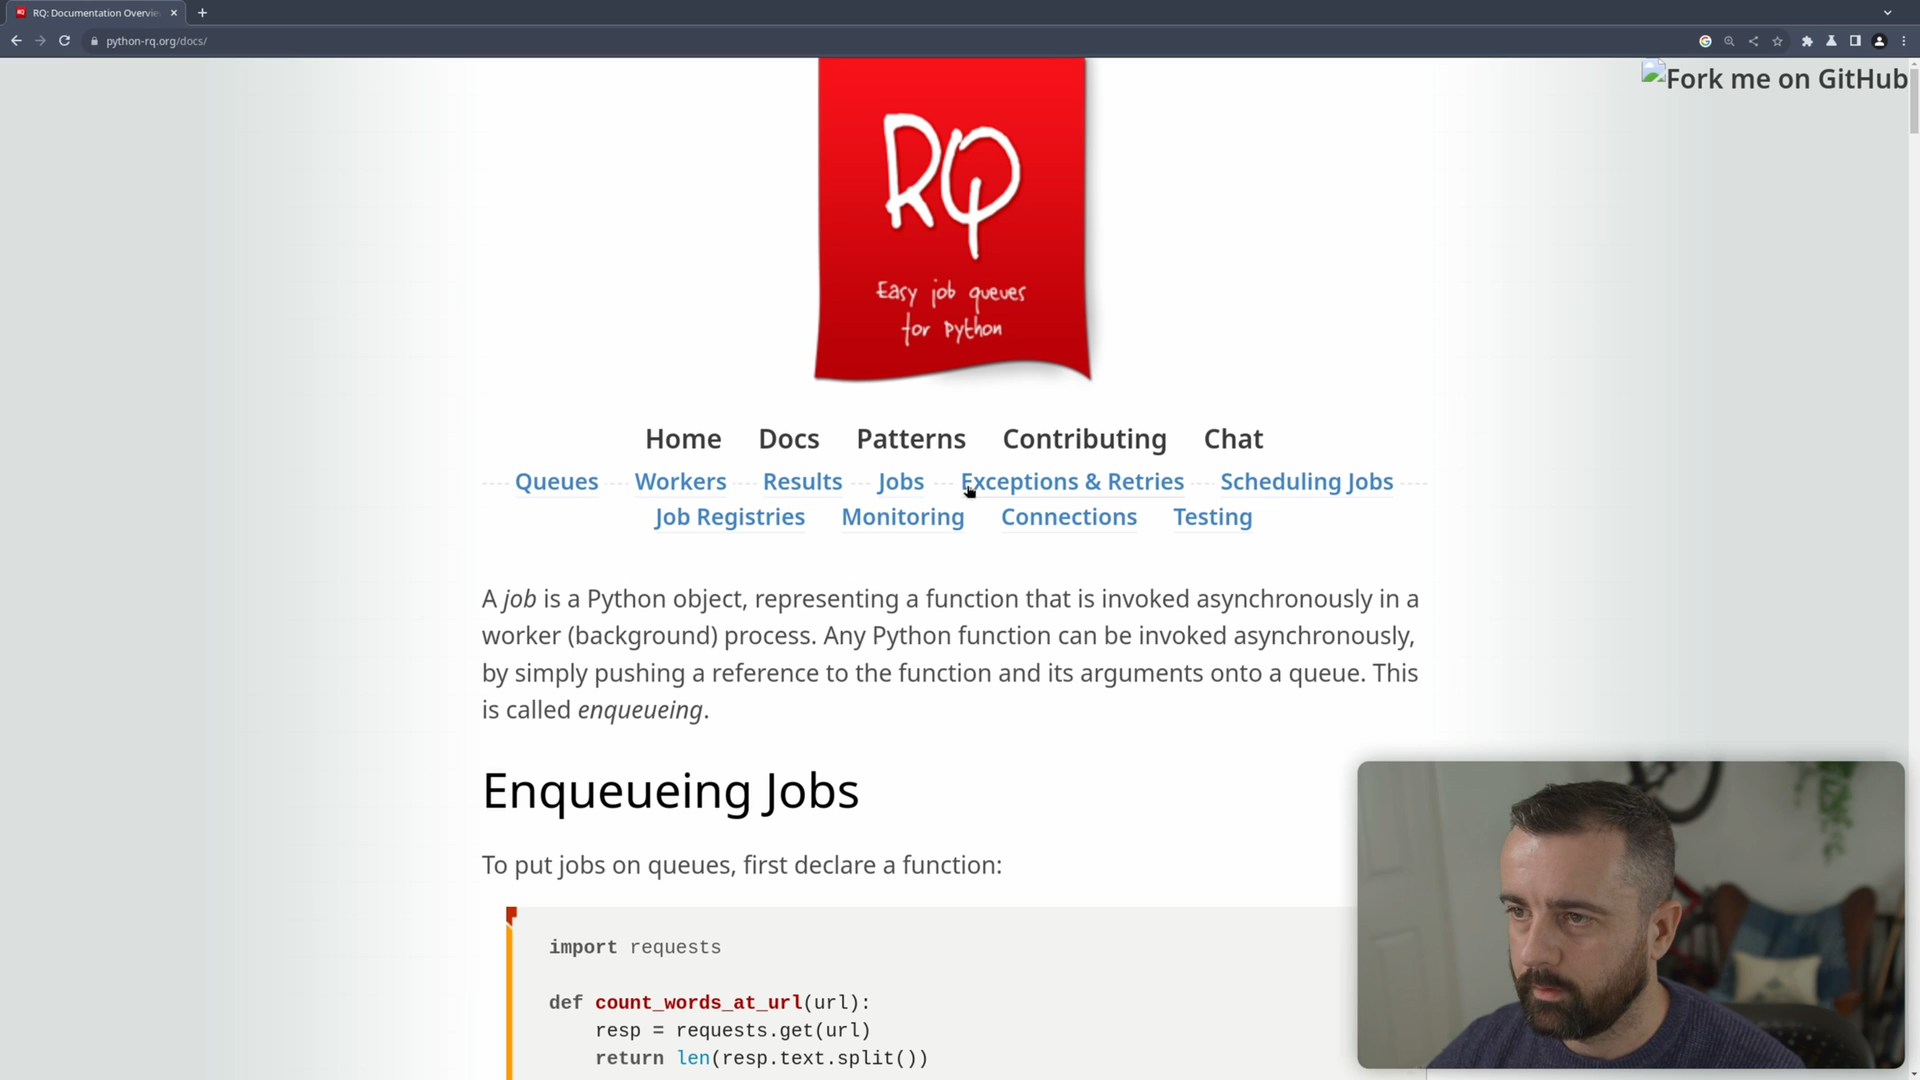 RQ: Documentation Overvie
python-rq.org/docs/
Fork me on GitHub
RQ
Easy job queues
for python
Home Docs Patterns Contributing Chat
Queues Workers Results Jobs Exceptions & Retries Scheduling Jobs
Job Registries Monitoring Connections Testing
A job is a Python object, representing a function that is invoked asynchronously in a
worker (background) process. Any Python function can be invoked asynchronously,
by simply pushing a reference to the function and its arguments onto a queue. This
is called enqueueing.
Enqueueing Jobs
To put jobs on queues, first declare a function:
import requests
def count_words_at_url(url):
resp = requests.get(url)
return len(resp.text.split())